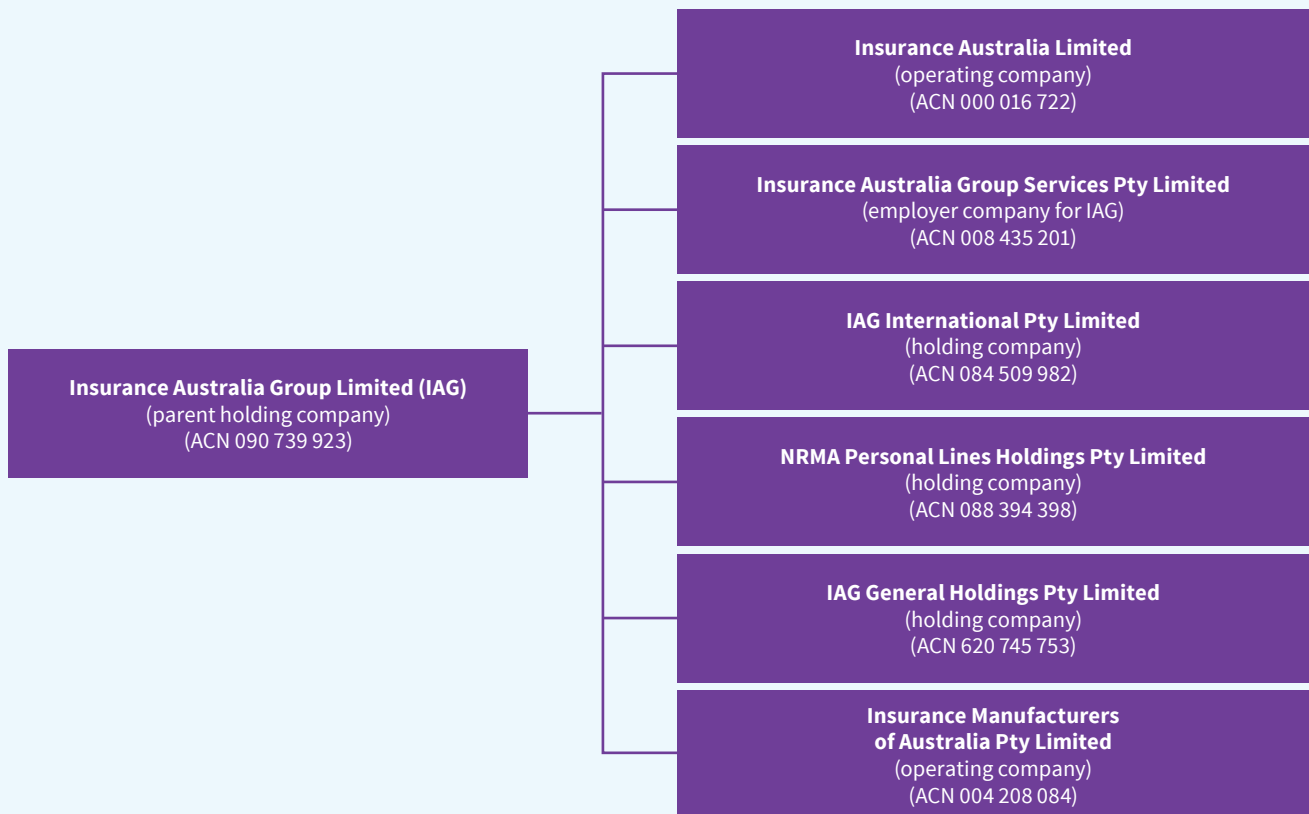 Insurance Australia Limited
(operating company)
(ACN 000 016 722)
Insurance Australia Group Services Pty Limited
(employer company for IAG)
(ACN 008 435 201)
IAG International Pty Limited
(holding company)
(ACN 084 509 982)
Insurance Australia Group Limited (IAG)
(parent holding company)
(ACN 090 739 923)
NRMA Personal Lines Holdings Pty Limited
(holding company)
(ACN 088 394 398)
IAG General Holdings Pty Limited
(holding company)
(ACN 620 745 753)
Insurance Manufacturers
of Australia Pty Limited
(operating company)
(ACN 004 208 084)